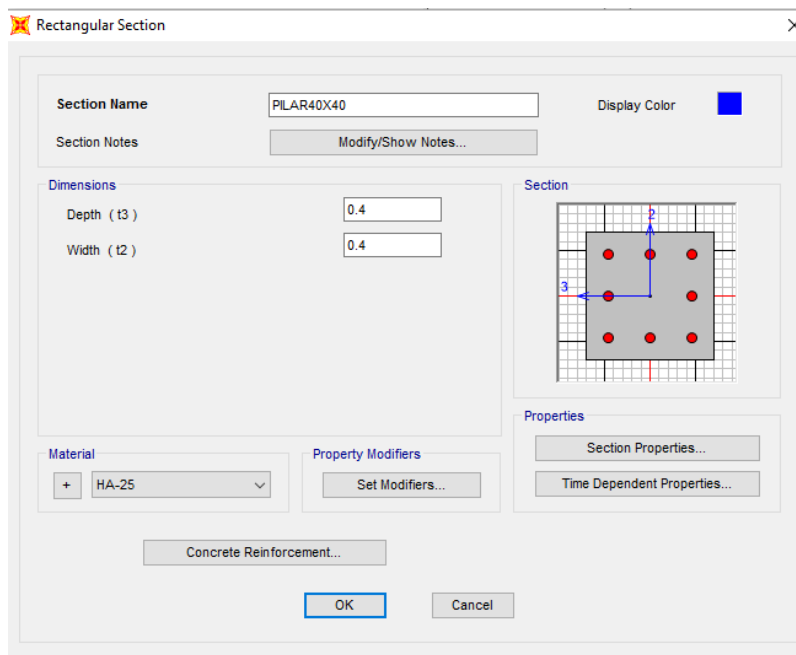 Rectangular Section
Section Name PILAR40X40 Display Color
Section Notes Modify/Show Notes...
Dimensions
Depth ( t3 ) 0.4
Width ( t2 ) 0.4
Section
2
3
Properties
Section Properties...
Time Dependent Properties...
Material
+ HA-25
Property Modifiers
Set Modifiers...
Concrete Reinforcement...
OK Cancel